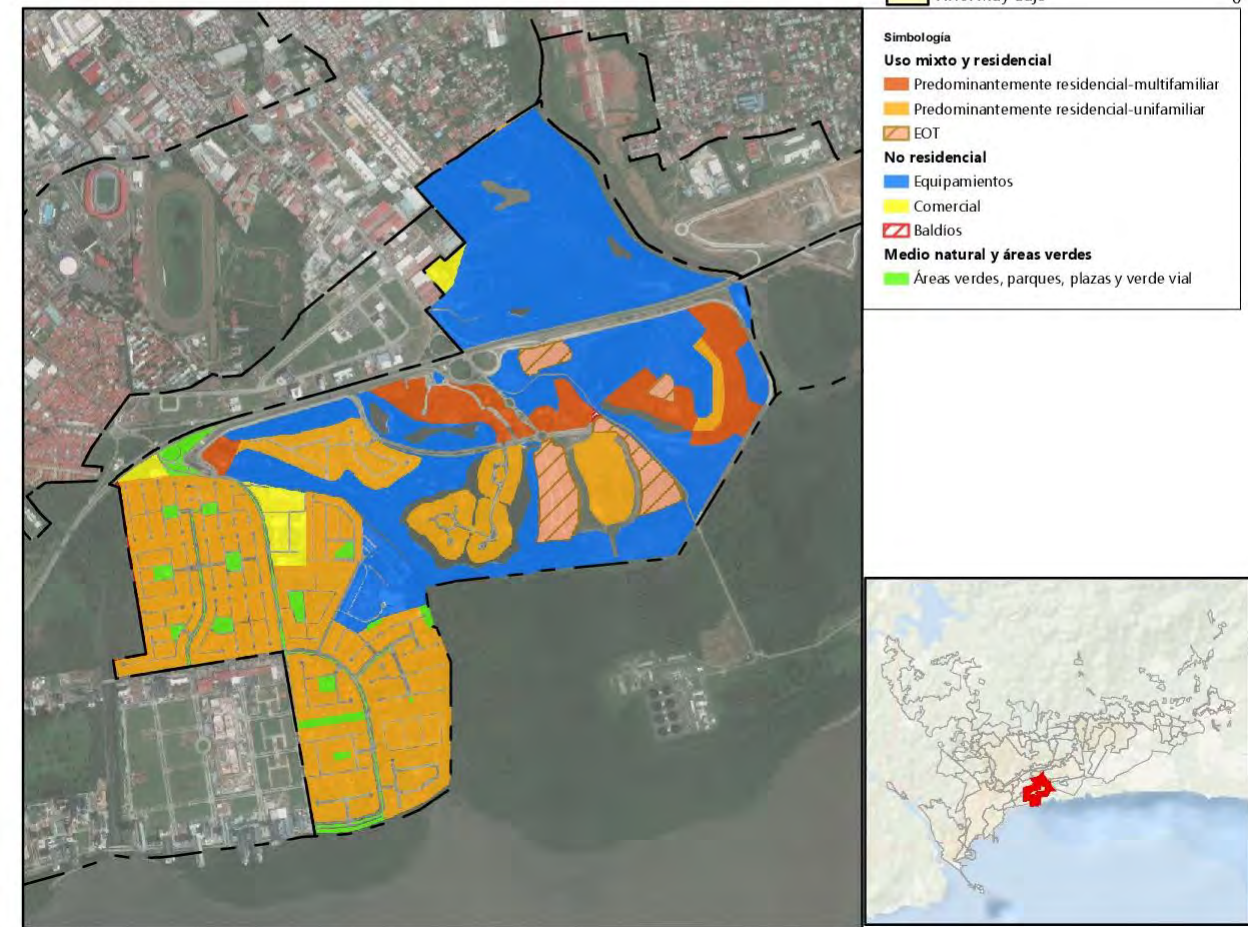 Simbología
Uso mixto y residencial
Predominantemente residencial-multifamiliar
Predominantemente residencial-unifamiliar
EOT
No residencial
Equipamientos
Comercial
Baldios
Medio natural y áreas verdes
Áreas verdes, parques, plazas y verde vial